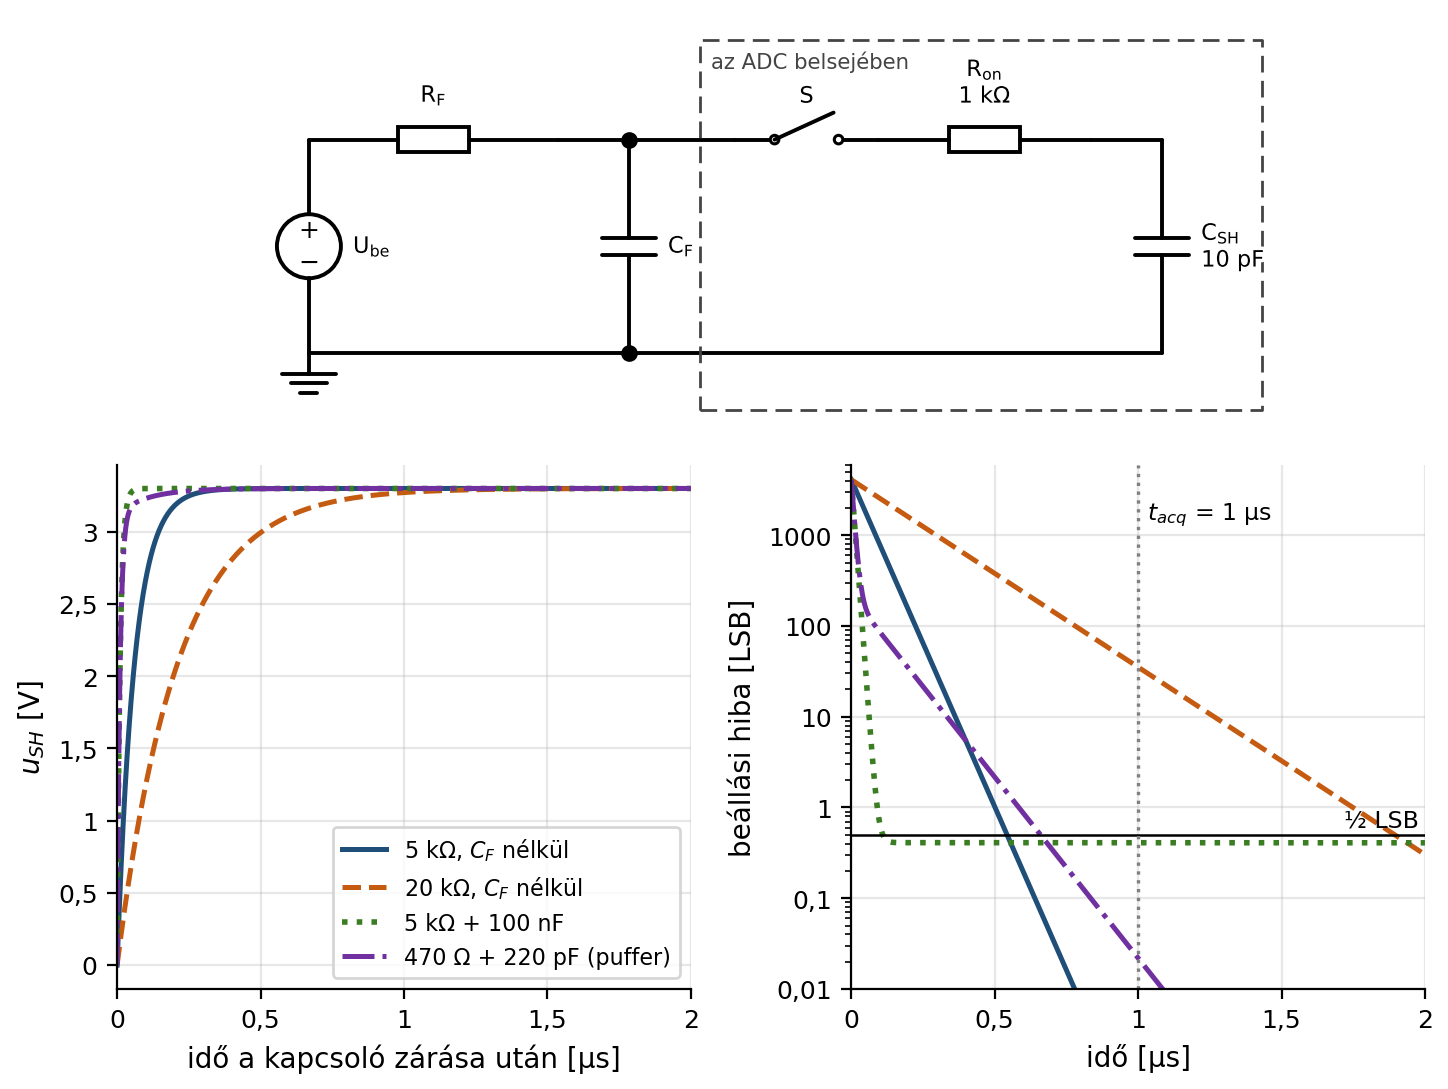 az ADC belsejében
R_on
1 kΩ
S
R_F
+
−
U_be
C_F
C_SH
10 pF
u_SH [V]
3
2,5
2
1,5
1
0,5
0
5 kΩ, C_F nélkül
20 kΩ, C_F nélkül
5 kΩ + 100 nF
470 Ω + 220 pF (puffer)
0 0,5 1 1,5 2
idő a kapcsoló zárása után [µs]
beállási hiba [LSB]
1000
100
10
1
0,1
0,01
t_acq = 1 µs
½ LSB
0 0,5 1 1,5 2
idő [µs]